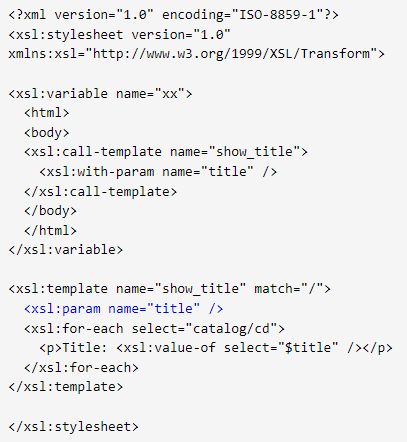 <?xml version="1.0" encoding="ISO-8859-1"?>
<xsl:stylesheet version="1.0"
xmlns:xsl="http://www.w3.org/1999/XSL/Transform">

<xsl:variable name="xx">
  <html>
  <body>
  <xsl:call-template name="show_title">
    <xsl:with-param name="title" />
  </xsl:call-template>
  </body>
  </html>
</xsl:variable>

<xsl:template name="show_title" match="/">
  <xsl:param name="title" />
  <xsl:for-each select="catalog/cd">
    <p>Title: <xsl:value-of select="$title" /></p>
  </xsl:for-each>
</xsl:template>

</xsl:stylesheet>